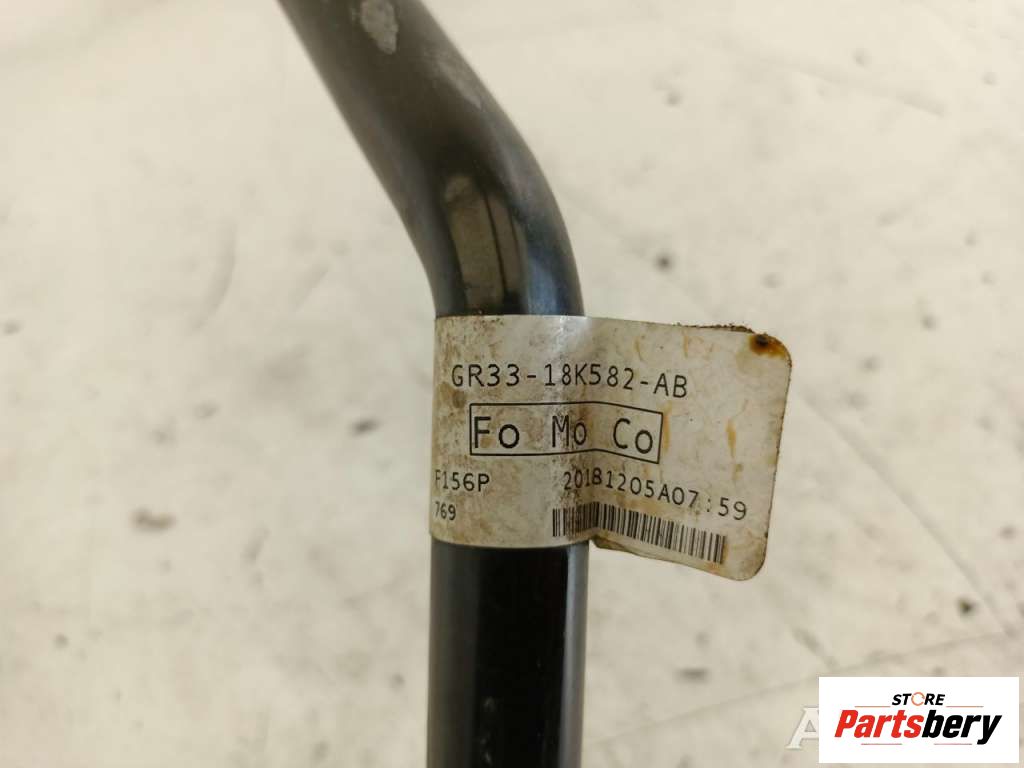 GR33-18K582-AB
Fo Mo Co
F156P 20181205A07:59
769
STORE
Partsbery